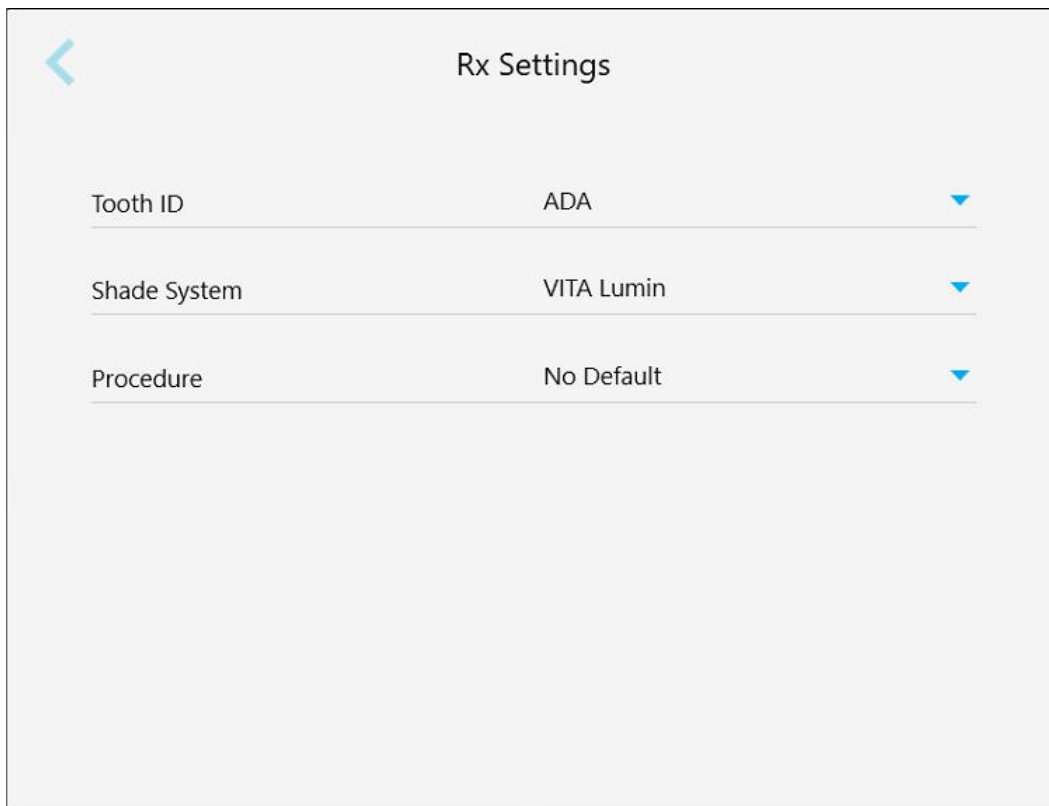 Rx Settings
Tooth ID ADA
Shade System VITA Lumin
Procedure No Default